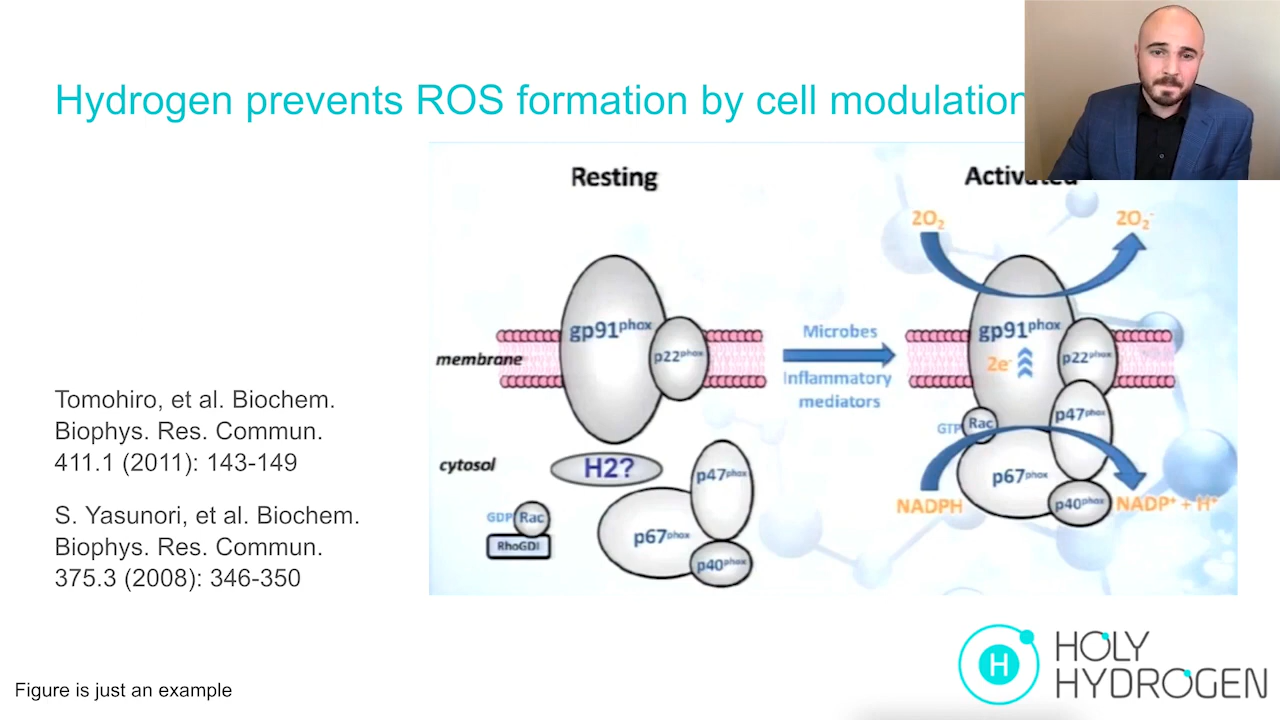 Hydrogen prevents ROS formation by cell modulation
Resting
Activated
2O₂
2O₂⁻
gp91phox
p22phox
membrane
Microbes
Inflammatory
mediators
gp91phox
2e⁻
p22phox
cytosol
H2?
p47phox
GDP Rac
RhoGDI
p67phox
p40phox
GTP Rac
p47phox
p67phox
p40phox
NADPH
NADP⁺ + H⁺
Tomohiro, et al. Biochem.
Biophys. Res. Commun.
411.1 (2011): 143-149
S. Yasunori, et al. Biochem.
Biophys. Res. Commun.
375.3 (2008): 346-350
Figure is just an example
H
HOLY
HYDROGEN